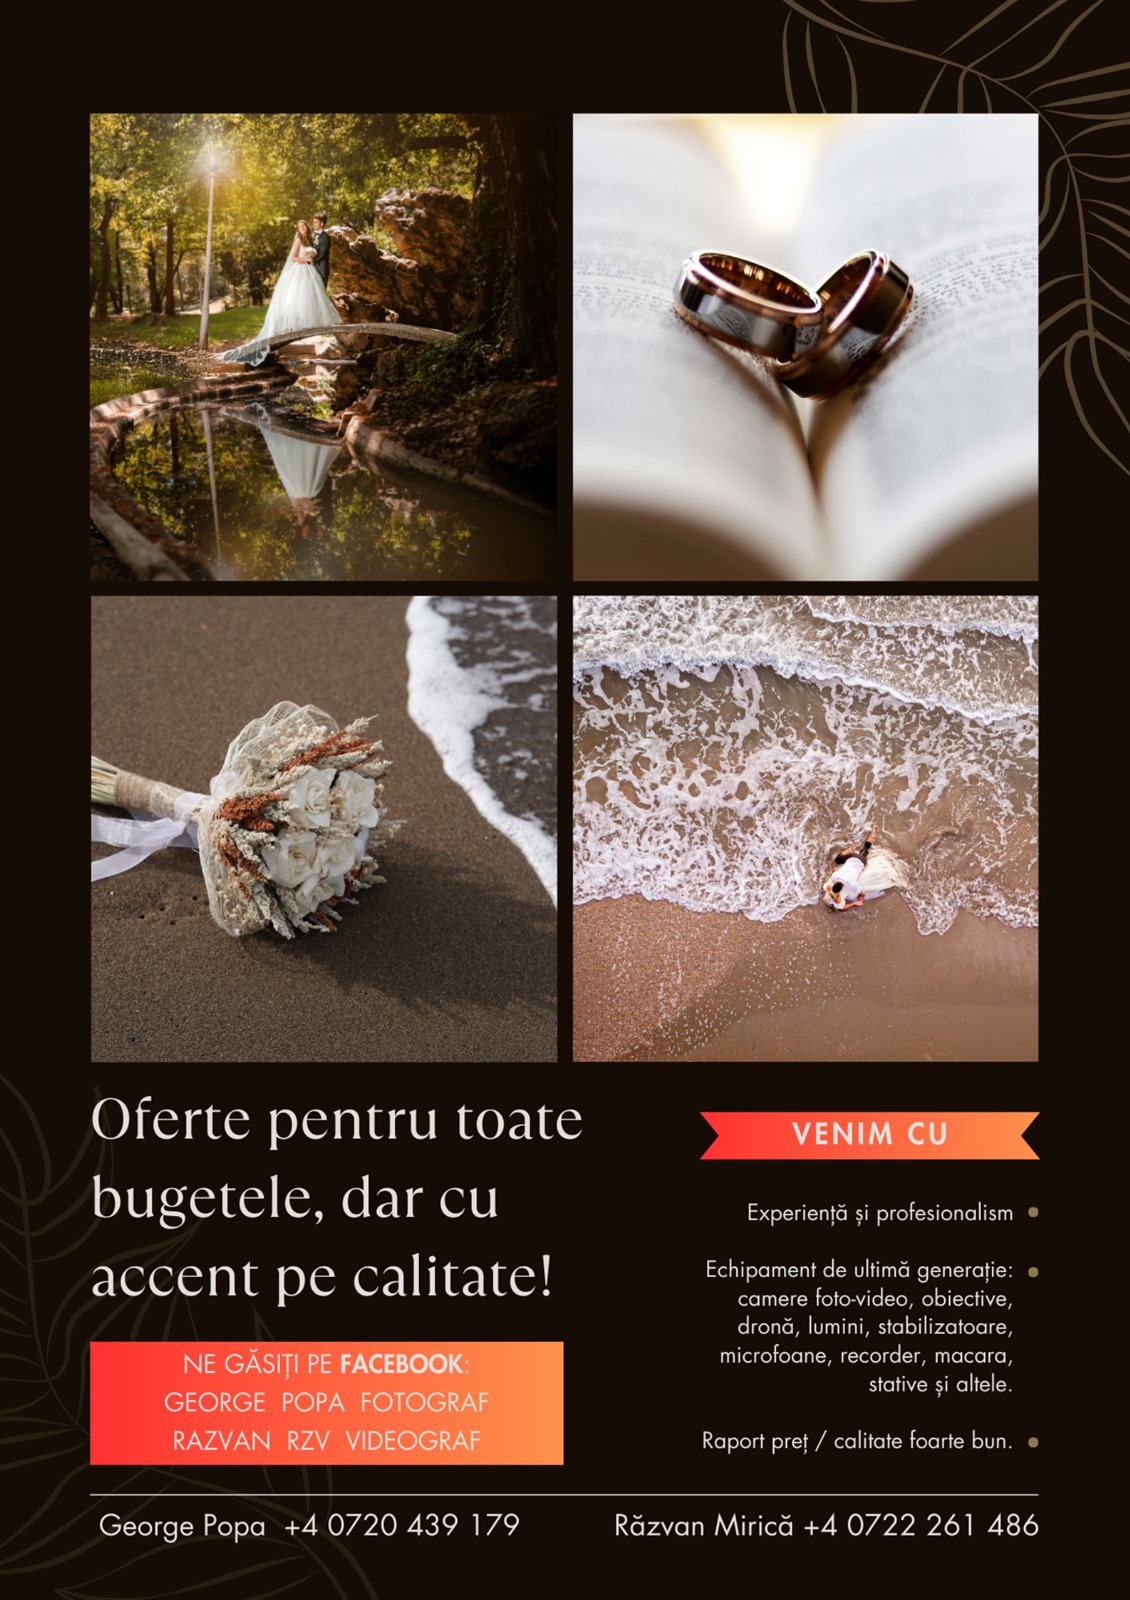 Oferte pentru toate
bugetele, dar cu
accent pe calitate!
NE GĂSIȚI PE FACEBOOK:
GEORGE POPA FOTOGRAF
RAZVAN RZV VIDEOGRAF
VENIM CU
Experiență și profesionalism
Echipament de ultimă generație:
camere foto-video, obiective,
dronă, lumini, stabilizatoare,
microfoane, recorder, macara,
stative și altele.
Raport preț / calitate foarte bun.
George Popa +4 0720 439 179
Răzvan Mirică +4 0722 261 486